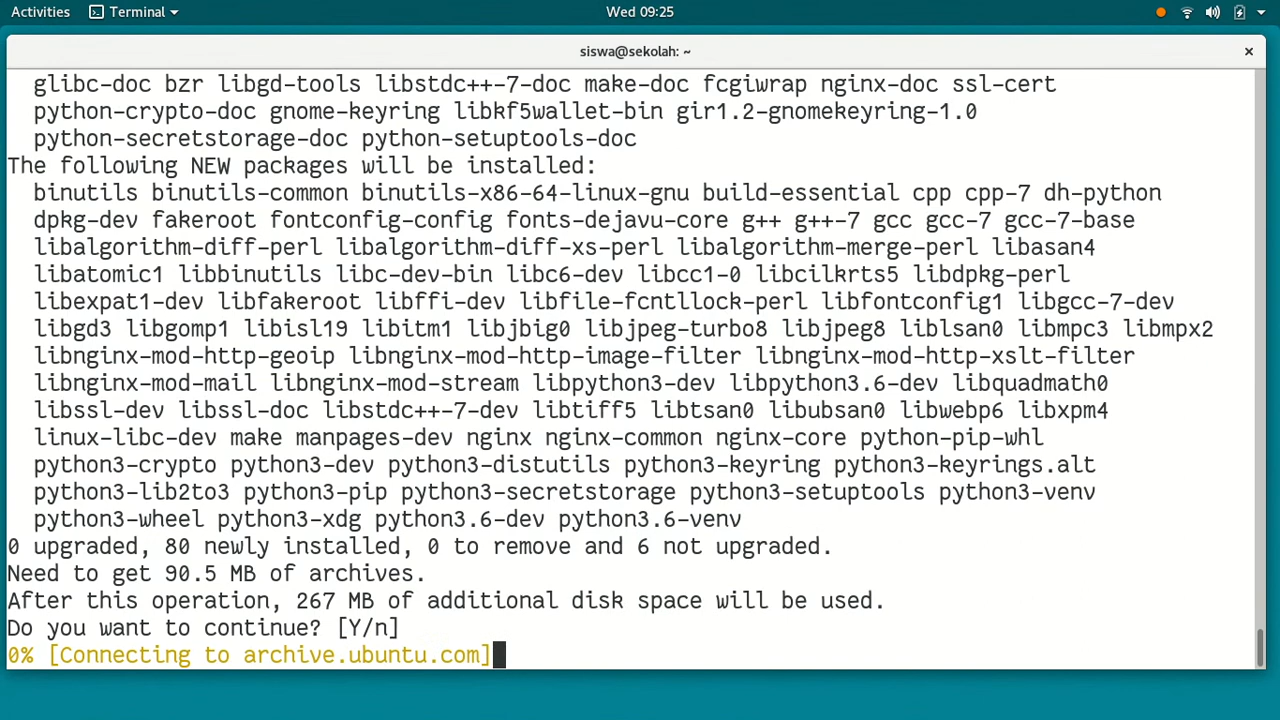 Activities Terminal Wed 09:25
siswa@sekolah: ~
glibc-doc bzr libgd-tools libstdc++-7-doc make-doc fcgiwrap nginx-doc ssl-cert
python-crypto-doc gnome-keyring libkf5wallet-bin gir1.2-gnomekeyring-1.0
python-secretstorage-doc python-setuptools-doc
The following NEW packages will be installed:
binutils binutils-common binutils-x86-64-linux-gnu build-essential cpp cpp-7 dh-python
dpkg-dev fakeroot fontconfig-config fonts-dejavu-core g++ g++-7 gcc gcc-7 gcc-7-base
libalgorithm-diff-perl libalgorithm-diff-xs-perl libalgorithm-merge-perl libasan4
libatomic1 libbinutils libc-dev-bin libc6-dev libcc1-0 libcilkrts5 libdpkg-perl
libexpat1-dev libfakeroot libffi-dev libfile-fcntllock-perl libfontconfig1 libgcc-7-dev
libgd3 libgomp1 libisl19 libitm1 libjbig0 libjpeg-turbo8 libjpeg8 liblsan0 libmpc3 libmpx2
libnginx-mod-http-geoip libnginx-mod-http-image-filter libnginx-mod-http-xslt-filter
libnginx-mod-mail libnginx-mod-stream libpython3-dev libpython3.6-dev libquadmath0
libssl-dev libssl-doc libstdc++-7-dev libtiff5 libtsan0 libubsan0 libwebp6 libxpm4
linux-libc-dev make manpages-dev nginx nginx-common nginx-core python-pip-whl
python3-crypto python3-dev python3-distutils python3-keyring python3-keyrings.alt
python3-lib2to3 python3-pip python3-secretstorage python3-setuptools python3-venv
python3-wheel python3-xdg python3.6-dev python3.6-venv
0 upgraded, 80 newly installed, 0 to remove and 6 not upgraded.
Need to get 90.5 MB of archives.
After this operation, 267 MB of additional disk space will be used.
Do you want to continue? [Y/n]
0% [Connecting to archive.ubuntu.com]